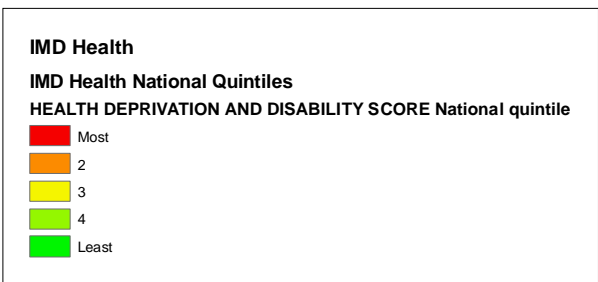 IMD Health
IMD Health National Quintiles
HEALTH DEPRIVATION AND DISABILITY SCORE National quintile
Most
2
3
4
Least